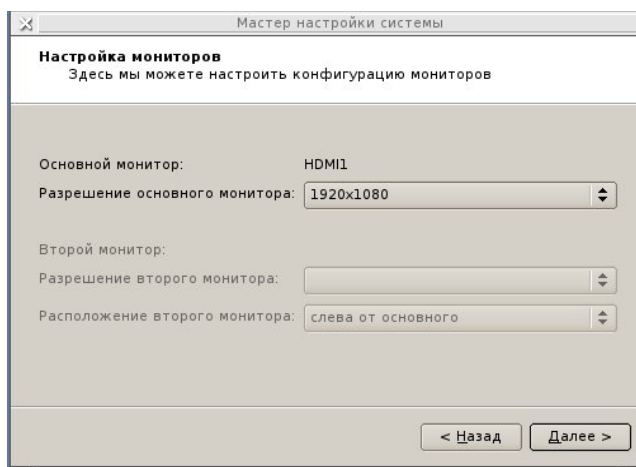 Мастер настройки системы
Настройка мониторов
Здесь мы можете настроить конфигурацию мониторов
Основной монитор: HDMI1
Разрешение основного монитора: 1920x1080
Второй монитор:
Разрешение второго монитора:
Расположение второго монитора: слева от основного
< Назад Далее >